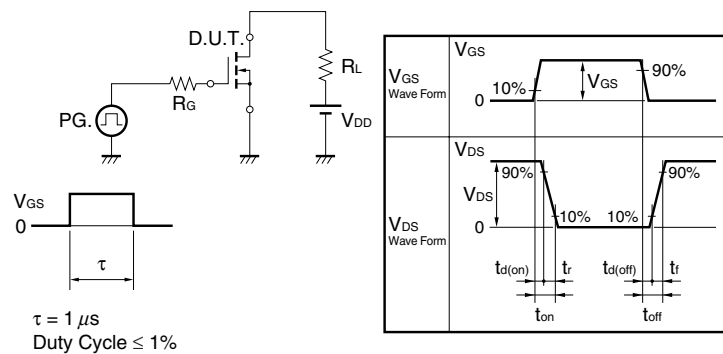 D.U.T.
RL
RG
PG.
VDD
VGS
0
τ
τ = 1 μs
Duty Cycle ≤ 1%
VGS
Wave Form
VGS
10%
VGS
90%
0
VDS
Wave Form
VDS
90%
VDS
10%
10%
90%
0
td(on)
tr
td(off)
tf
ton
toff